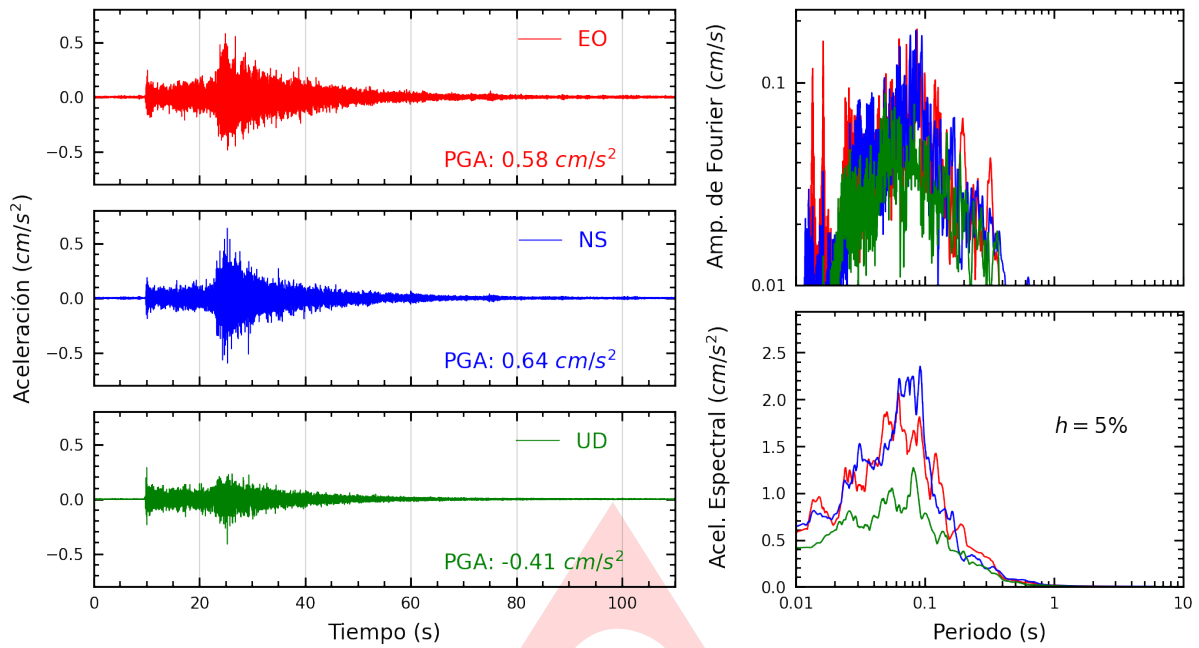 0.5
0.0
−0.5
EO
PGA: 0.58 cm/s²
0.5
0.0
−0.5
NS
PGA: 0.64 cm/s²
0.5
0.0
−0.5
UD
PGA: -0.41 cm/s²
0 20 40 60 80 100
Tiempo (s)
Aceleración (cm/s²)
0.1
0.01
Amp. de Fourier (cm/s)
2.5
2.0
1.5
1.0
0.5
0.0
Acel. Espectral (cm/s²)
h = 5%
0.01 0.1 1 10
Periodo (s)